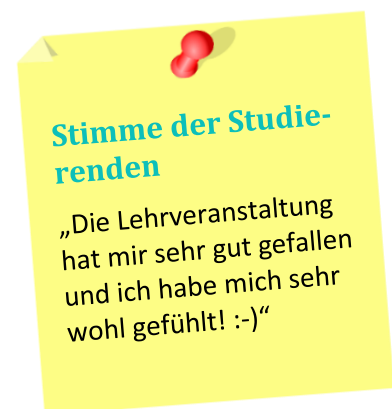 Stimme der Studie-
renden
„Die Lehrveranstaltung
hat mir sehr gut gefallen
und ich habe mich sehr
wohl gefühlt! :-)“